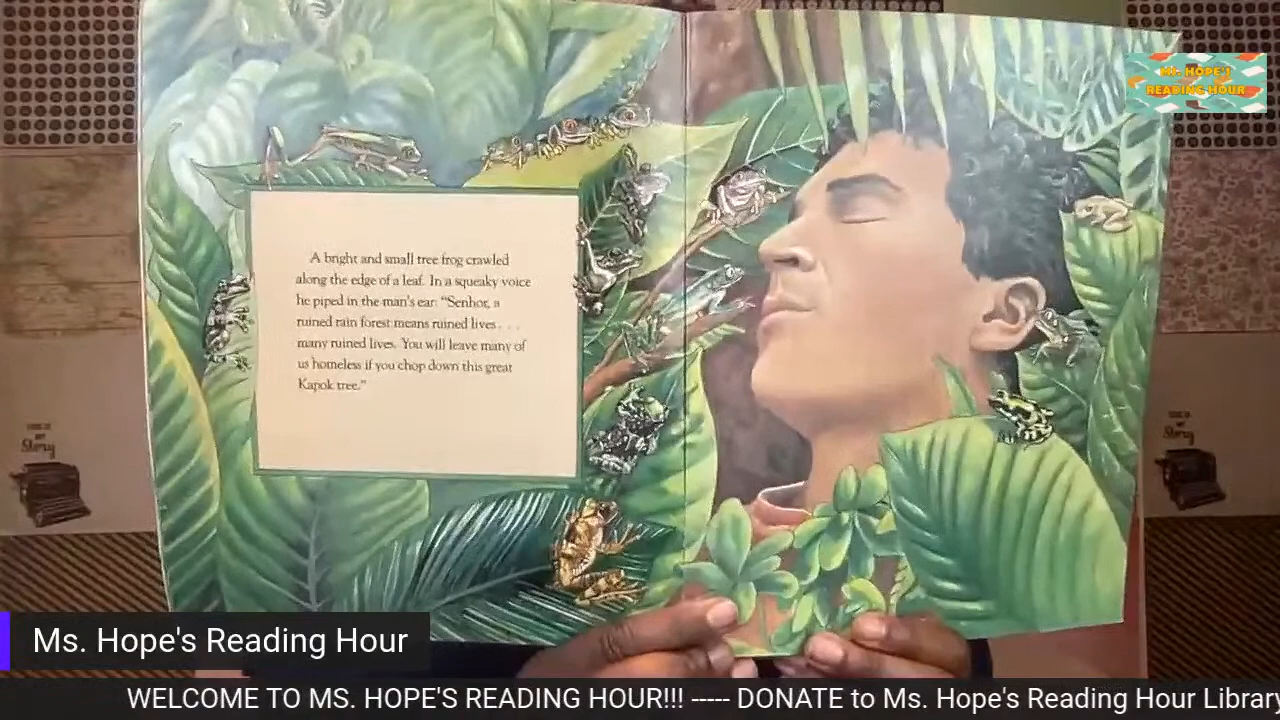 MS. HOPE'S
READING HOUR
A bright and small tree frog crawled
along the edge of a leaf. In a squeaky voice
he piped in the man's ear: "Senhor, a
ruined rain forest means ruined lives . . .
many ruined lives. You will leave many of
us homeless if you chop down this great
Kapok tree."
Story
Story
Ms. Hope's Reading Hour
WELCOME TO MS. HOPE'S READING HOUR!!! ----- DONATE to Ms. Hope's Reading Hour Library